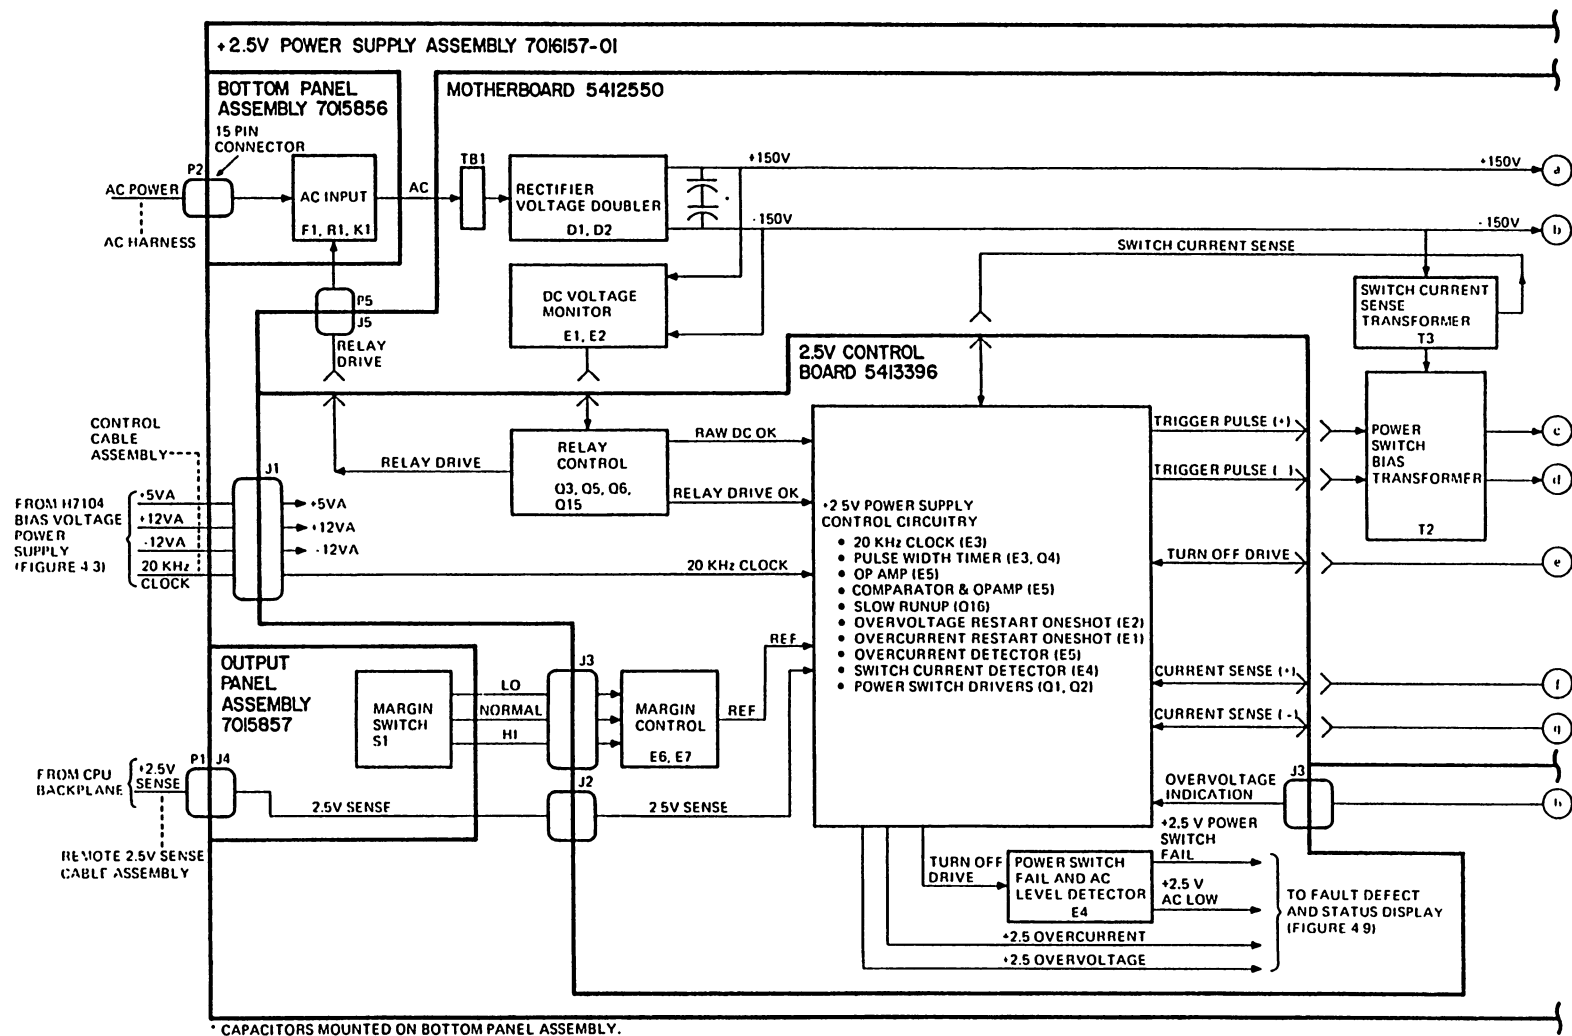 +2.5V POWER SUPPLY ASSEMBLY 7016157-01
BOTTOM PANEL
ASSEMBLY 7015856
MOTHERBOARD 5412550
15 PIN
CONNECTOR
P2
AC POWER
AC HARNESS
AC INPUT
F1, R1, K1
AC
TB1
RECTIFIER
VOLTAGE DOUBLER
D1, D2
+150V
-150V
*
+150V
a
-150V
b
SWITCH CURRENT SENSE
SWITCH CURRENT
SENSE
TRANSFORMER
T3
DC VOLTAGE
MONITOR
E1, E2
P5
J5
RELAY
DRIVE
2.5V CONTROL
BOARD 5413396
CONTROL
CABLE
ASSEMBLY
J1
FROM H7104
BIAS VOLTAGE
POWER
SUPPLY
(FIGURE 4 3)
+5VA
+12VA
-12VA
20 KHz
CLOCK
+5VA
+12VA
-12VA
RELAY DRIVE
RELAY
CONTROL
Q3, Q5, Q6,
Q15
RAW DC OK
RELAY DRIVE OK
20 KHz CLOCK
+2 5V POWER SUPPLY
CONTROL CIRCUITRY
• 20 KHz CLOCK (E3)
• PULSE WIDTH TIMER (E3, Q4)
• OP AMP (E5)
• COMPARATOR & OPAMP (E5)
• SLOW RUNUP (Q16)
• OVERVOLTAGE RESTART ONESHOT (E2)
• OVERCURRENT RESTART ONESHOT (E1)
• OVERCURRENT DETECTOR (E5)
• SWITCH CURRENT DETECTOR (E4)
• POWER SWITCH DRIVERS (Q1, Q2)
TRIGGER PULSE (+)
TRIGGER PULSE (-)
POWER
SWITCH
BIAS
TRANSFORMER
T2
c
d
TURN OFF DRIVE
e
CURRENT SENSE (+)
f
CURRENT SENSE (-)
g
OVERVOLTAGE
INDICATION
J3
h
OUTPUT
PANEL
ASSEMBLY
7015857
MARGIN
SWITCH
S1
LO
NORMAL
HI
J3
MARGIN
CONTROL
E6, E7
REF
REF
FROM CPU
BACKPLANE
+2.5V
SENSE
P1 J4
2.5V SENSE
J2
2 5V SENSE
REMOTE 2.5V SENSE
CABLE ASSEMBLY
TURN OFF
DRIVE
POWER SWITCH
FAIL AND AC
LEVEL DETECTOR
E4
+2.5 V POWER
SWITCH
FAIL
+2.5 V
AC LOW
+2.5 OVERCURRENT
+2.5 OVERVOLTAGE
TO FAULT DEFECT
AND STATUS DISPLAY
(FIGURE 4 9)
* CAPACITORS MOUNTED ON BOTTOM PANEL ASSEMBLY.